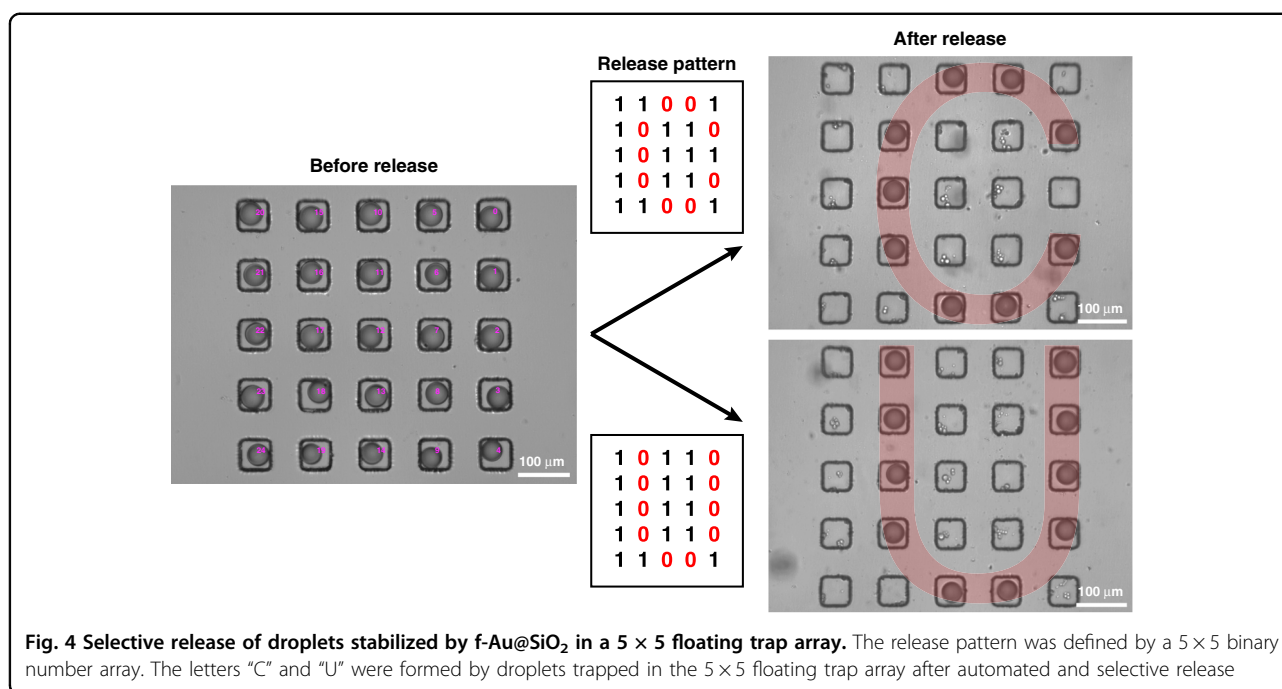 After release
Release pattern
1 1 0 0 1
1 0 1 1 0
1 0 1 1 1
1 0 1 1 0
1 1 0 0 1
Before release
100 μm
100 μm
1 0 1 1 0
1 0 1 1 0
1 0 1 1 0
1 0 1 1 0
1 1 0 0 1
100 μm
Fig. 4 Selective release of droplets stabilized by f-Au@SiO₂ in a 5 × 5 floating trap array. The release pattern was defined by a 5 × 5 binary
number array. The letters “C” and “U” were formed by droplets trapped in the 5 × 5 floating trap array after automated and selective release